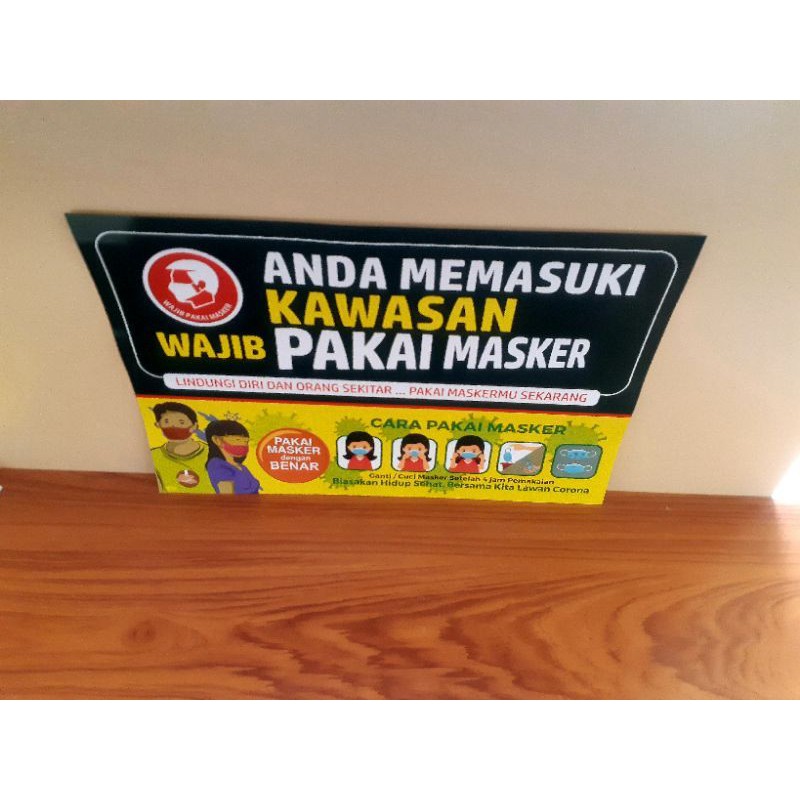 WAJIB PAKAI MASKER
ANDA MEMASUKI
KAWASAN
WAJIB PAKAI MASKER
LINDUNGI DIRI DAN ORANG SEKITAR ... PAKAI MASKERMU SEKARANG
CARA PAKAI MASKER
PAKAI
MASKER
dengan
BENAR
Ganti / Cuci Masker Setelah 4 Jam Pemakaian
Biasakan Hidup Sehat, Bersama Kita Lawan Corona